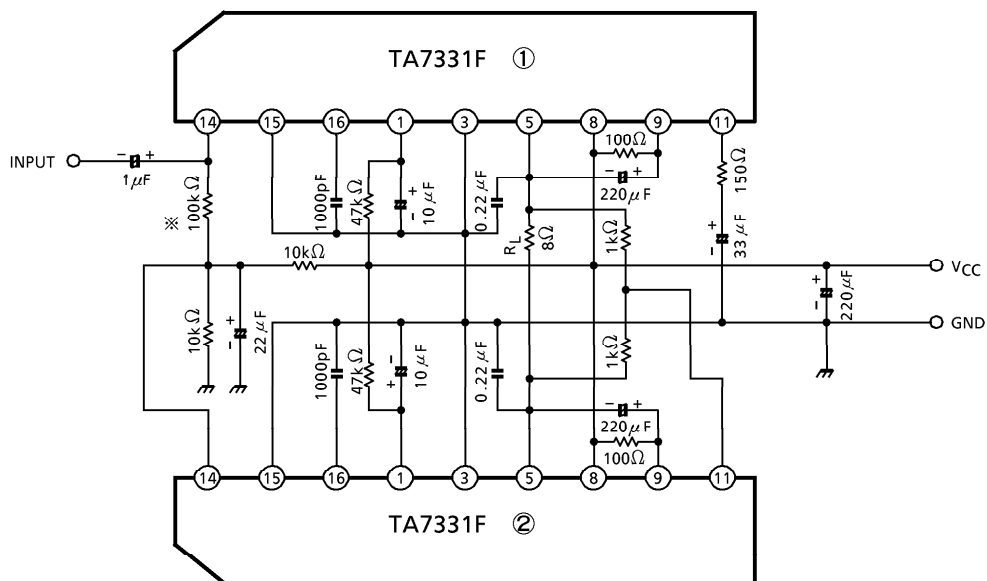 TA7331F ①
14 15 16 1 3 5 8 9 11
INPUT
1μF
100kΩ
※
1000pF
47kΩ
10μF
0.22μF
100Ω
220μF
RL
8Ω
1kΩ
150Ω
33μF
10kΩ
VCC
220μF
GND
10kΩ
22μF
1000pF
47kΩ
10μF
0.22μF
1kΩ
220μF
100Ω
14 15 16 1 3 5 8 9 11
TA7331F ②